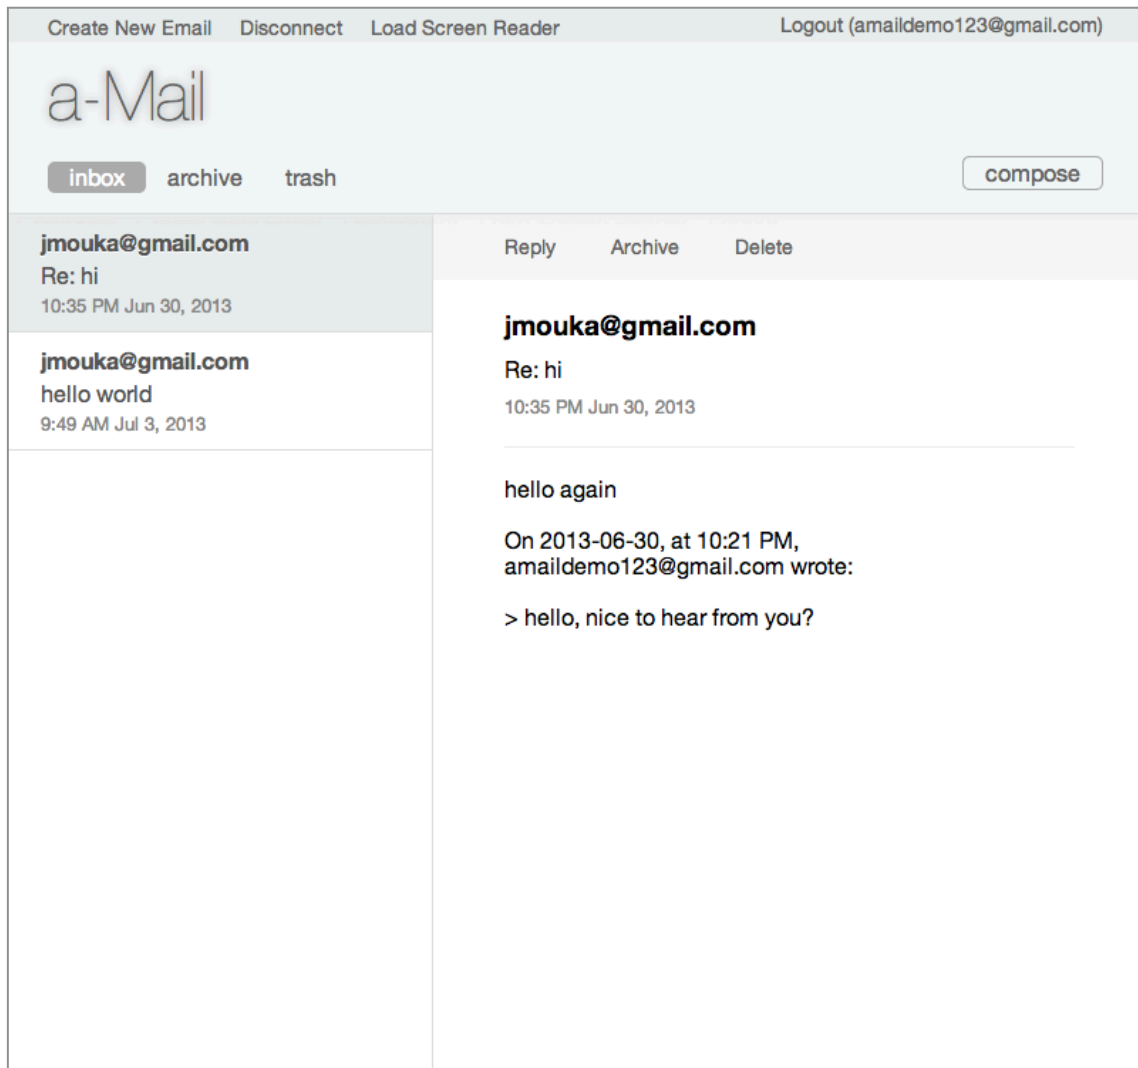 Create New Email Disconnect Load Screen Reader Logout (amaildemo123@gmail.com)
a-Mail
inbox archive trash compose
jmouka@gmail.com
Re: hi
10:35 PM Jun 30, 2013
jmouka@gmail.com
hello world
9:49 AM Jul 3, 2013
Reply Archive Delete
jmouka@gmail.com
Re: hi
10:35 PM Jun 30, 2013
hello again
On 2013-06-30, at 10:21 PM,
amaildemo123@gmail.com wrote:
> hello, nice to hear from you?